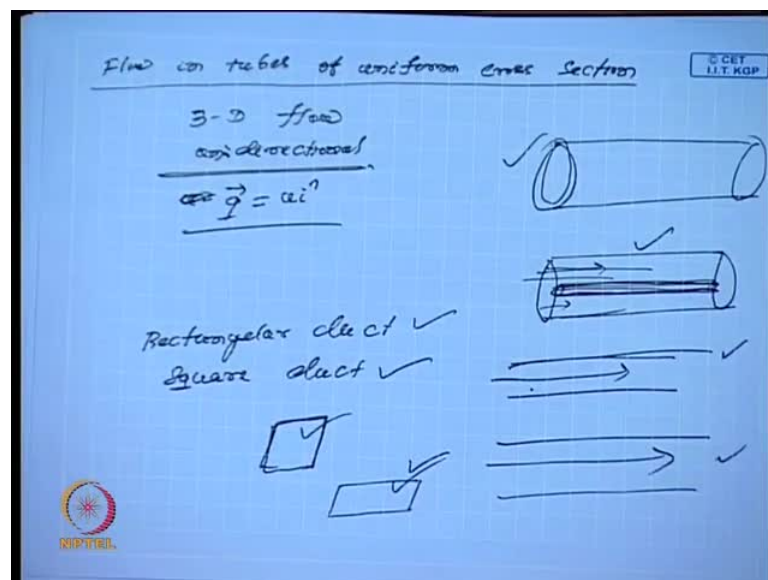 Flow in tubes of uniform cross section
© CET
I.I.T. KGP
3-D flow
unidirectional
q⃗ = ui^
Rectangular duct ✓
Square duct ✓
NPTEL